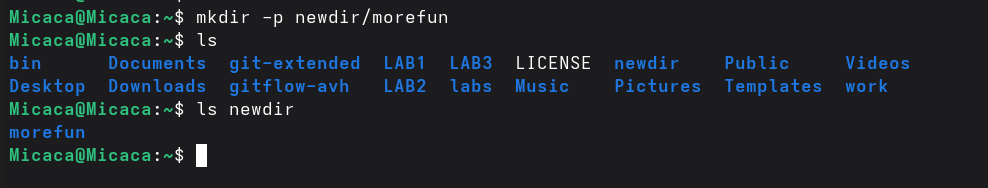 Micaca@Micaca:~$ mkdir -p newdir/morefun
Micaca@Micaca:~$ ls
bin      Documents  git-extended  LAB1  LAB3  LICENSE  newdir    Public     Videos
Desktop  Downloads  gitflow-avh   LAB2  labs  Music    Pictures  Templates  work
Micaca@Micaca:~$ ls newdir
morefun
Micaca@Micaca:~$